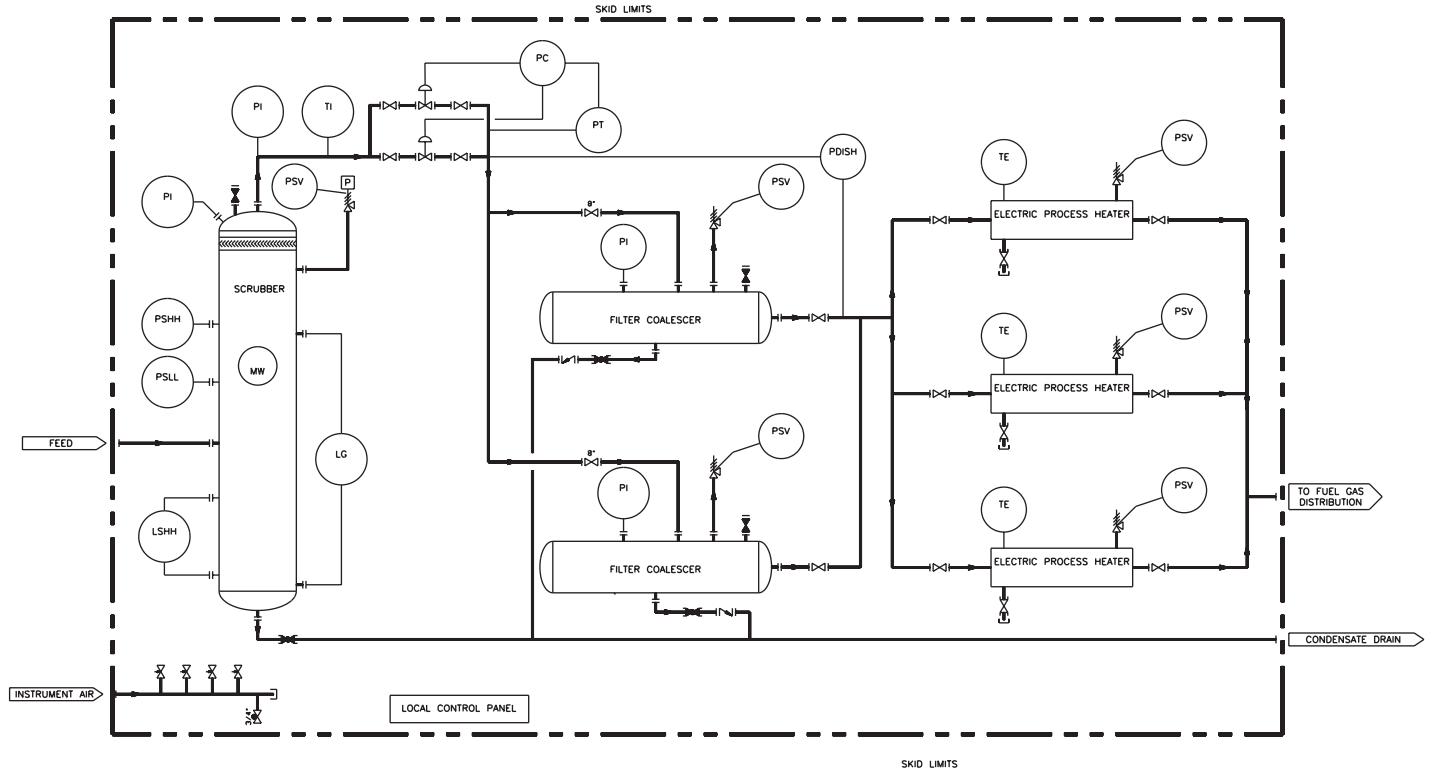 SKID LIMITS
PC
PI
TI
PT
PDISH
TE
PSV
PI
PSV
P
PSV
8"
ELECTRIC PROCESS HEATER
PI
SCRUBBER
PSHH
FILTER COALESCER
TE
PSV
MW
PSLL
ELECTRIC PROCESS HEATER
FEED
LG
8"
PSV
PI
TE
PSV
TO FUEL GAS
DISTRIBUTION
LSHH
FILTER COALESCER
ELECTRIC PROCESS HEATER
CONDENSATE DRAIN
INSTRUMENT AIR
3/4"
LOCAL CONTROL PANEL
SKID LIMITS